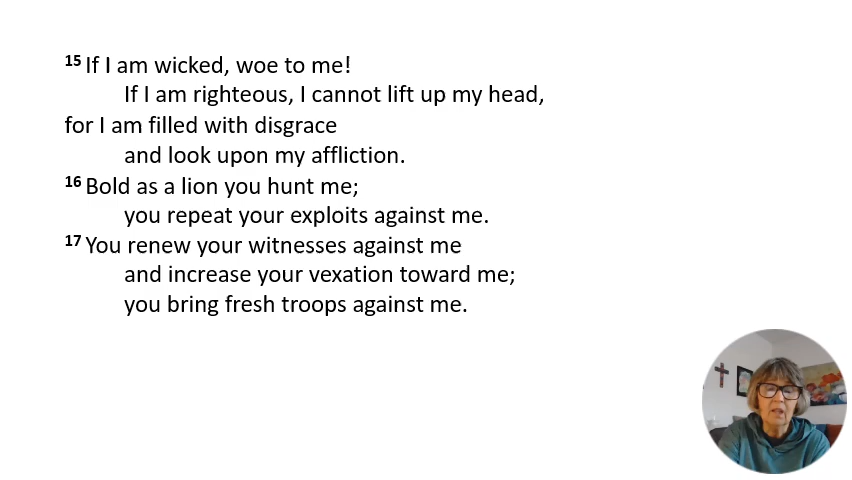 15 If I am wicked, woe to me!
If I am righteous, I cannot lift up my head,
for I am filled with disgrace
and look upon my affliction.
16 Bold as a lion you hunt me;
you repeat your exploits against me.
17 You renew your witnesses against me
and increase your vexation toward me;
you bring fresh troops against me.